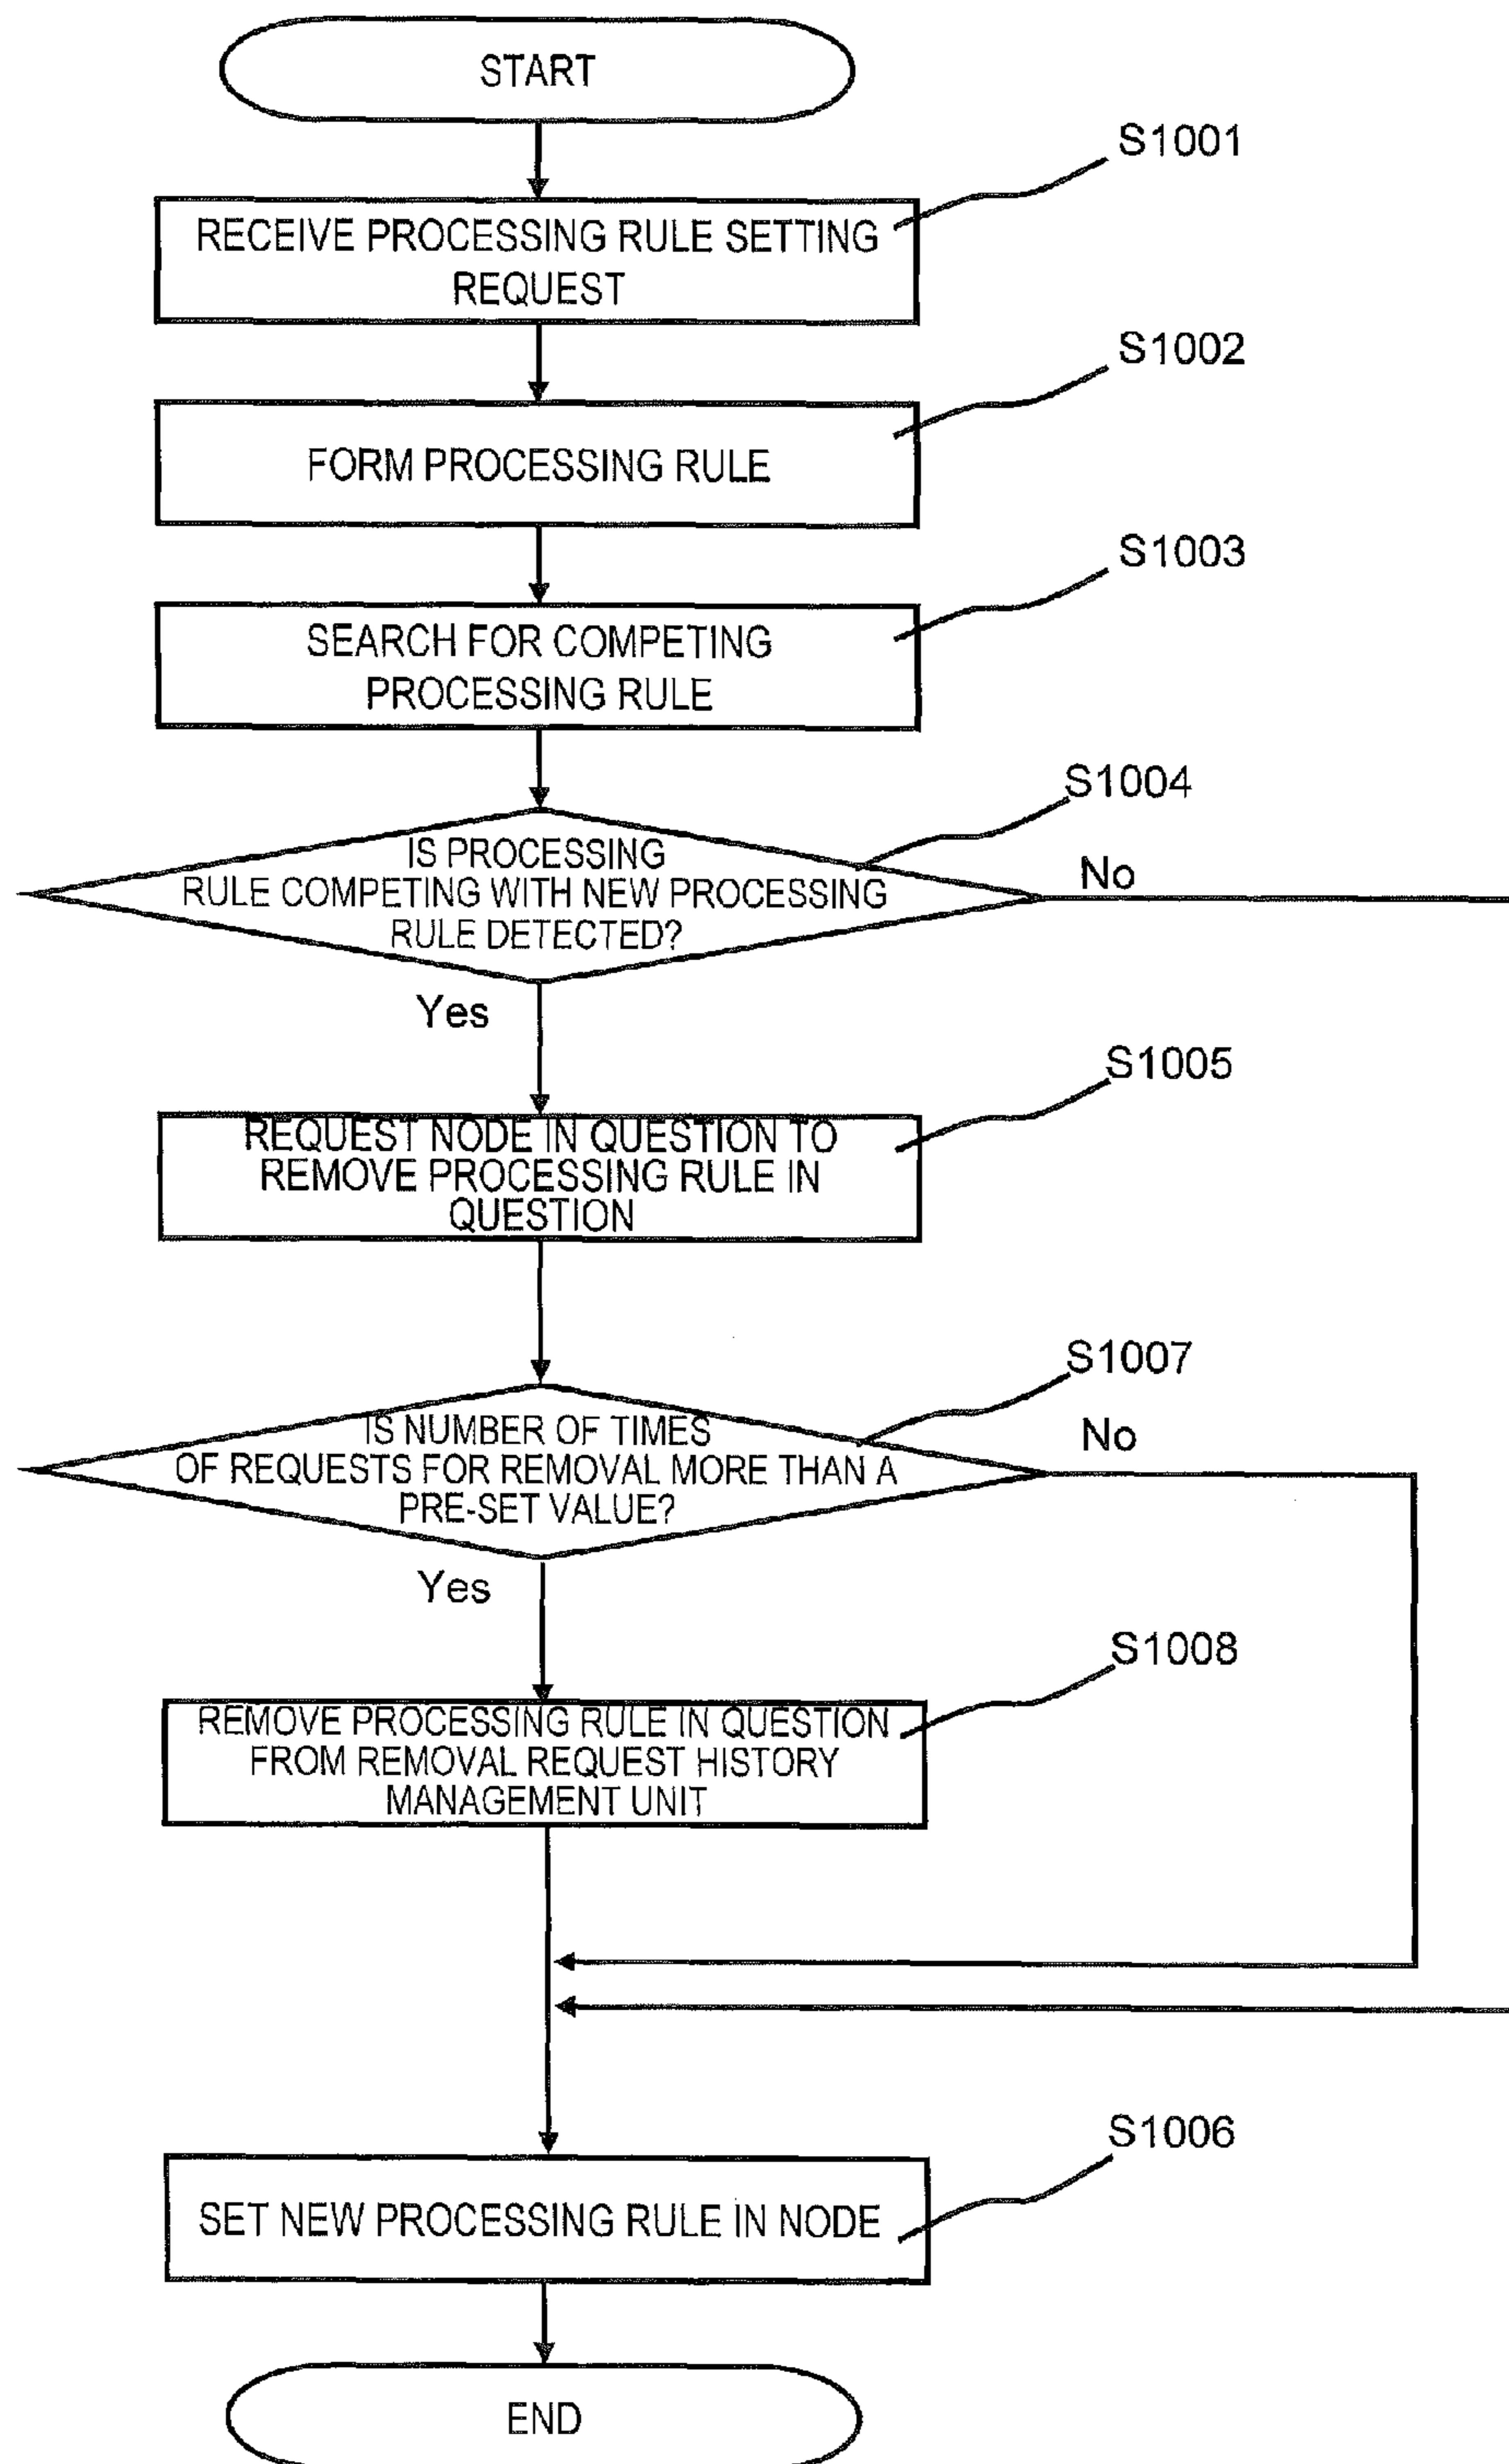 START
S1001
RECEIVE PROCESSING RULE SETTING
REQUEST
S1002
FORM PROCESSING RULE
S1003
SEARCH FOR COMPETING
PROCESSING RULE
S1004
IS PROCESSING
RULE COMPETING WITH NEW PROCESSING
RULE DETECTED?
No
Yes
S1005
REQUEST NODE IN QUESTION TO
REMOVE PROCESSING RULE IN
QUESTION
S1007
IS NUMBER OF TIMES
OF REQUESTS FOR REMOVAL MORE THAN A
PRE-SET VALUE?
No
Yes
S1008
REMOVE PROCESSING RULE IN QUESTION
FROM REMOVAL REQUEST HISTORY
MANAGEMENT UNIT
S1006
SET NEW PROCESSING RULE IN NODE
END